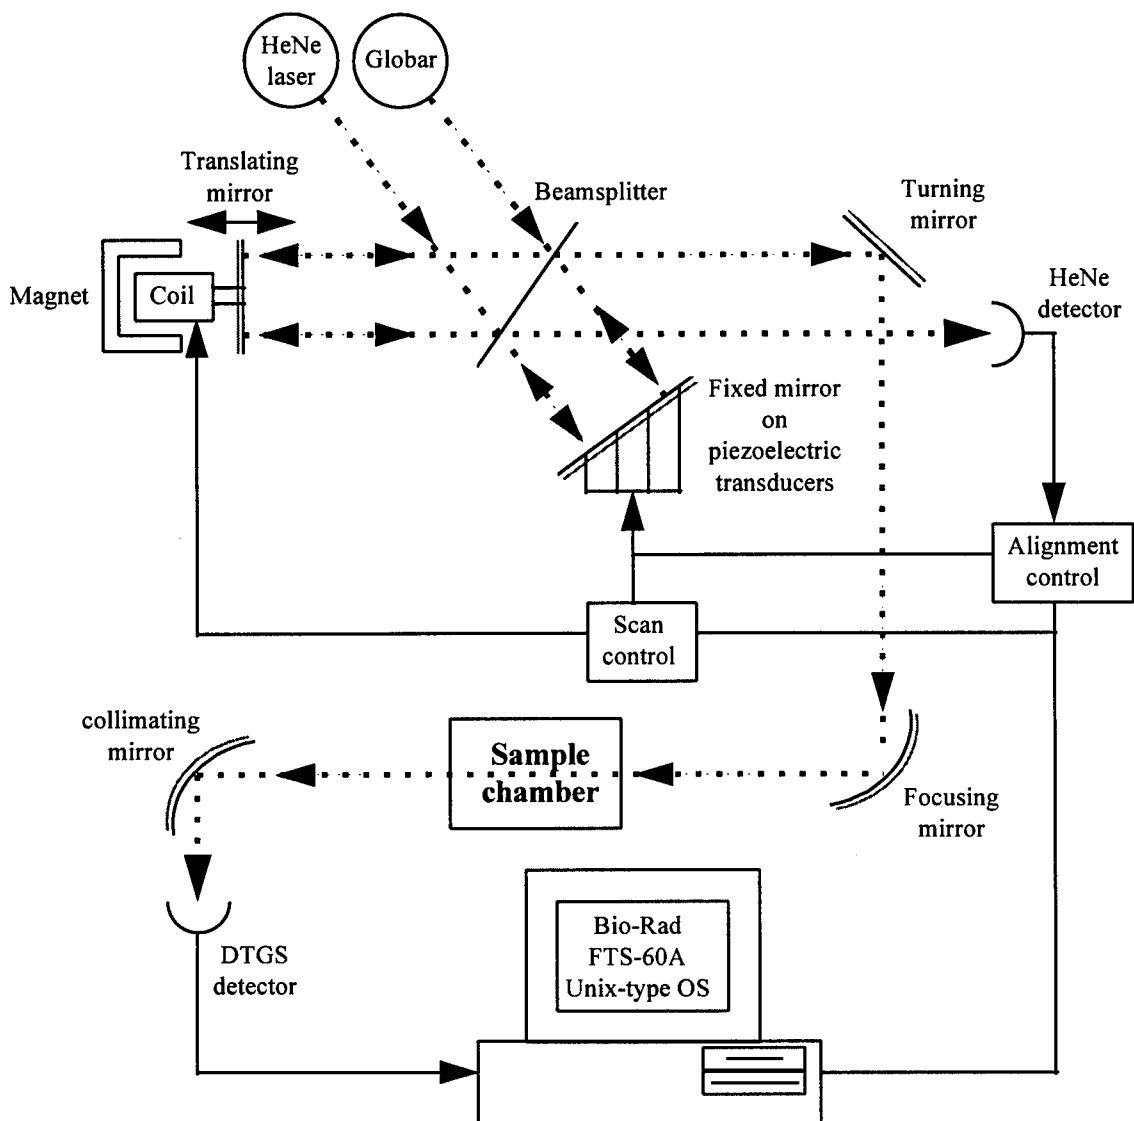 HeNe
laser
Globar
Translating
mirror
Beamsplitter
Turning
mirror
Magnet
Coil
HeNe
detector
Fixed mirror
on
piezoelectric
transducers
Alignment
control
Scan
control
collimating
mirror
Sample
chamber
Focusing
mirror
DTGS
detector
Bio-Rad
FTS-60A
Unix-type OS